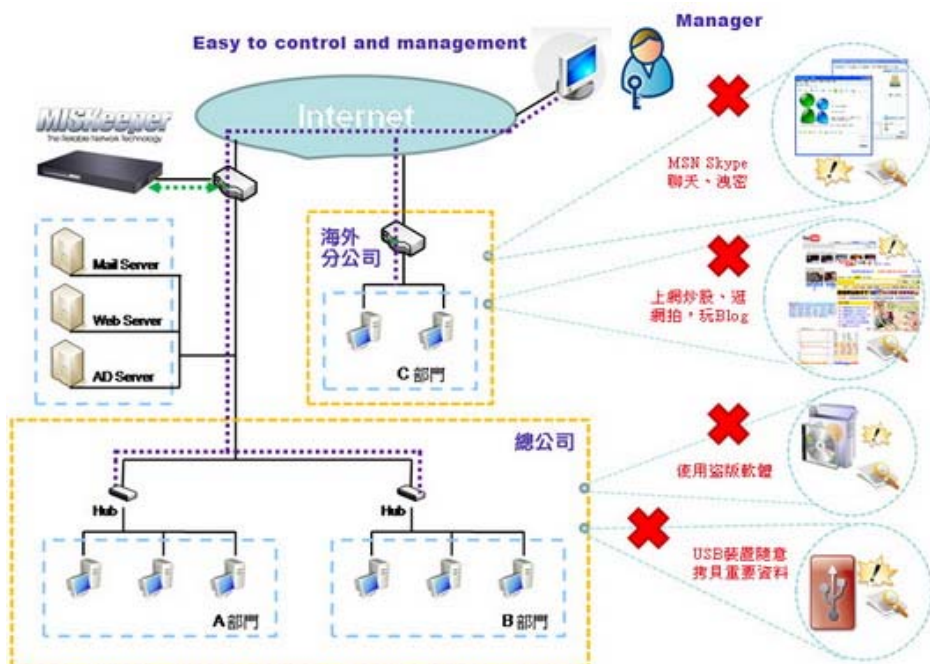 Easy to control and management
Manager
Internet
MISKeeper
The Reliable Network Technology
MSN Skype
聊天、洩密
海外
分公司
Mail Server
Web Server
AD Server
上網炒股、逛
網拍，玩Blog
C 部門
總公司
使用盜版軟體
Hub
Hub
USB裝置隨意
拷貝重要資料
A 部門
B 部門